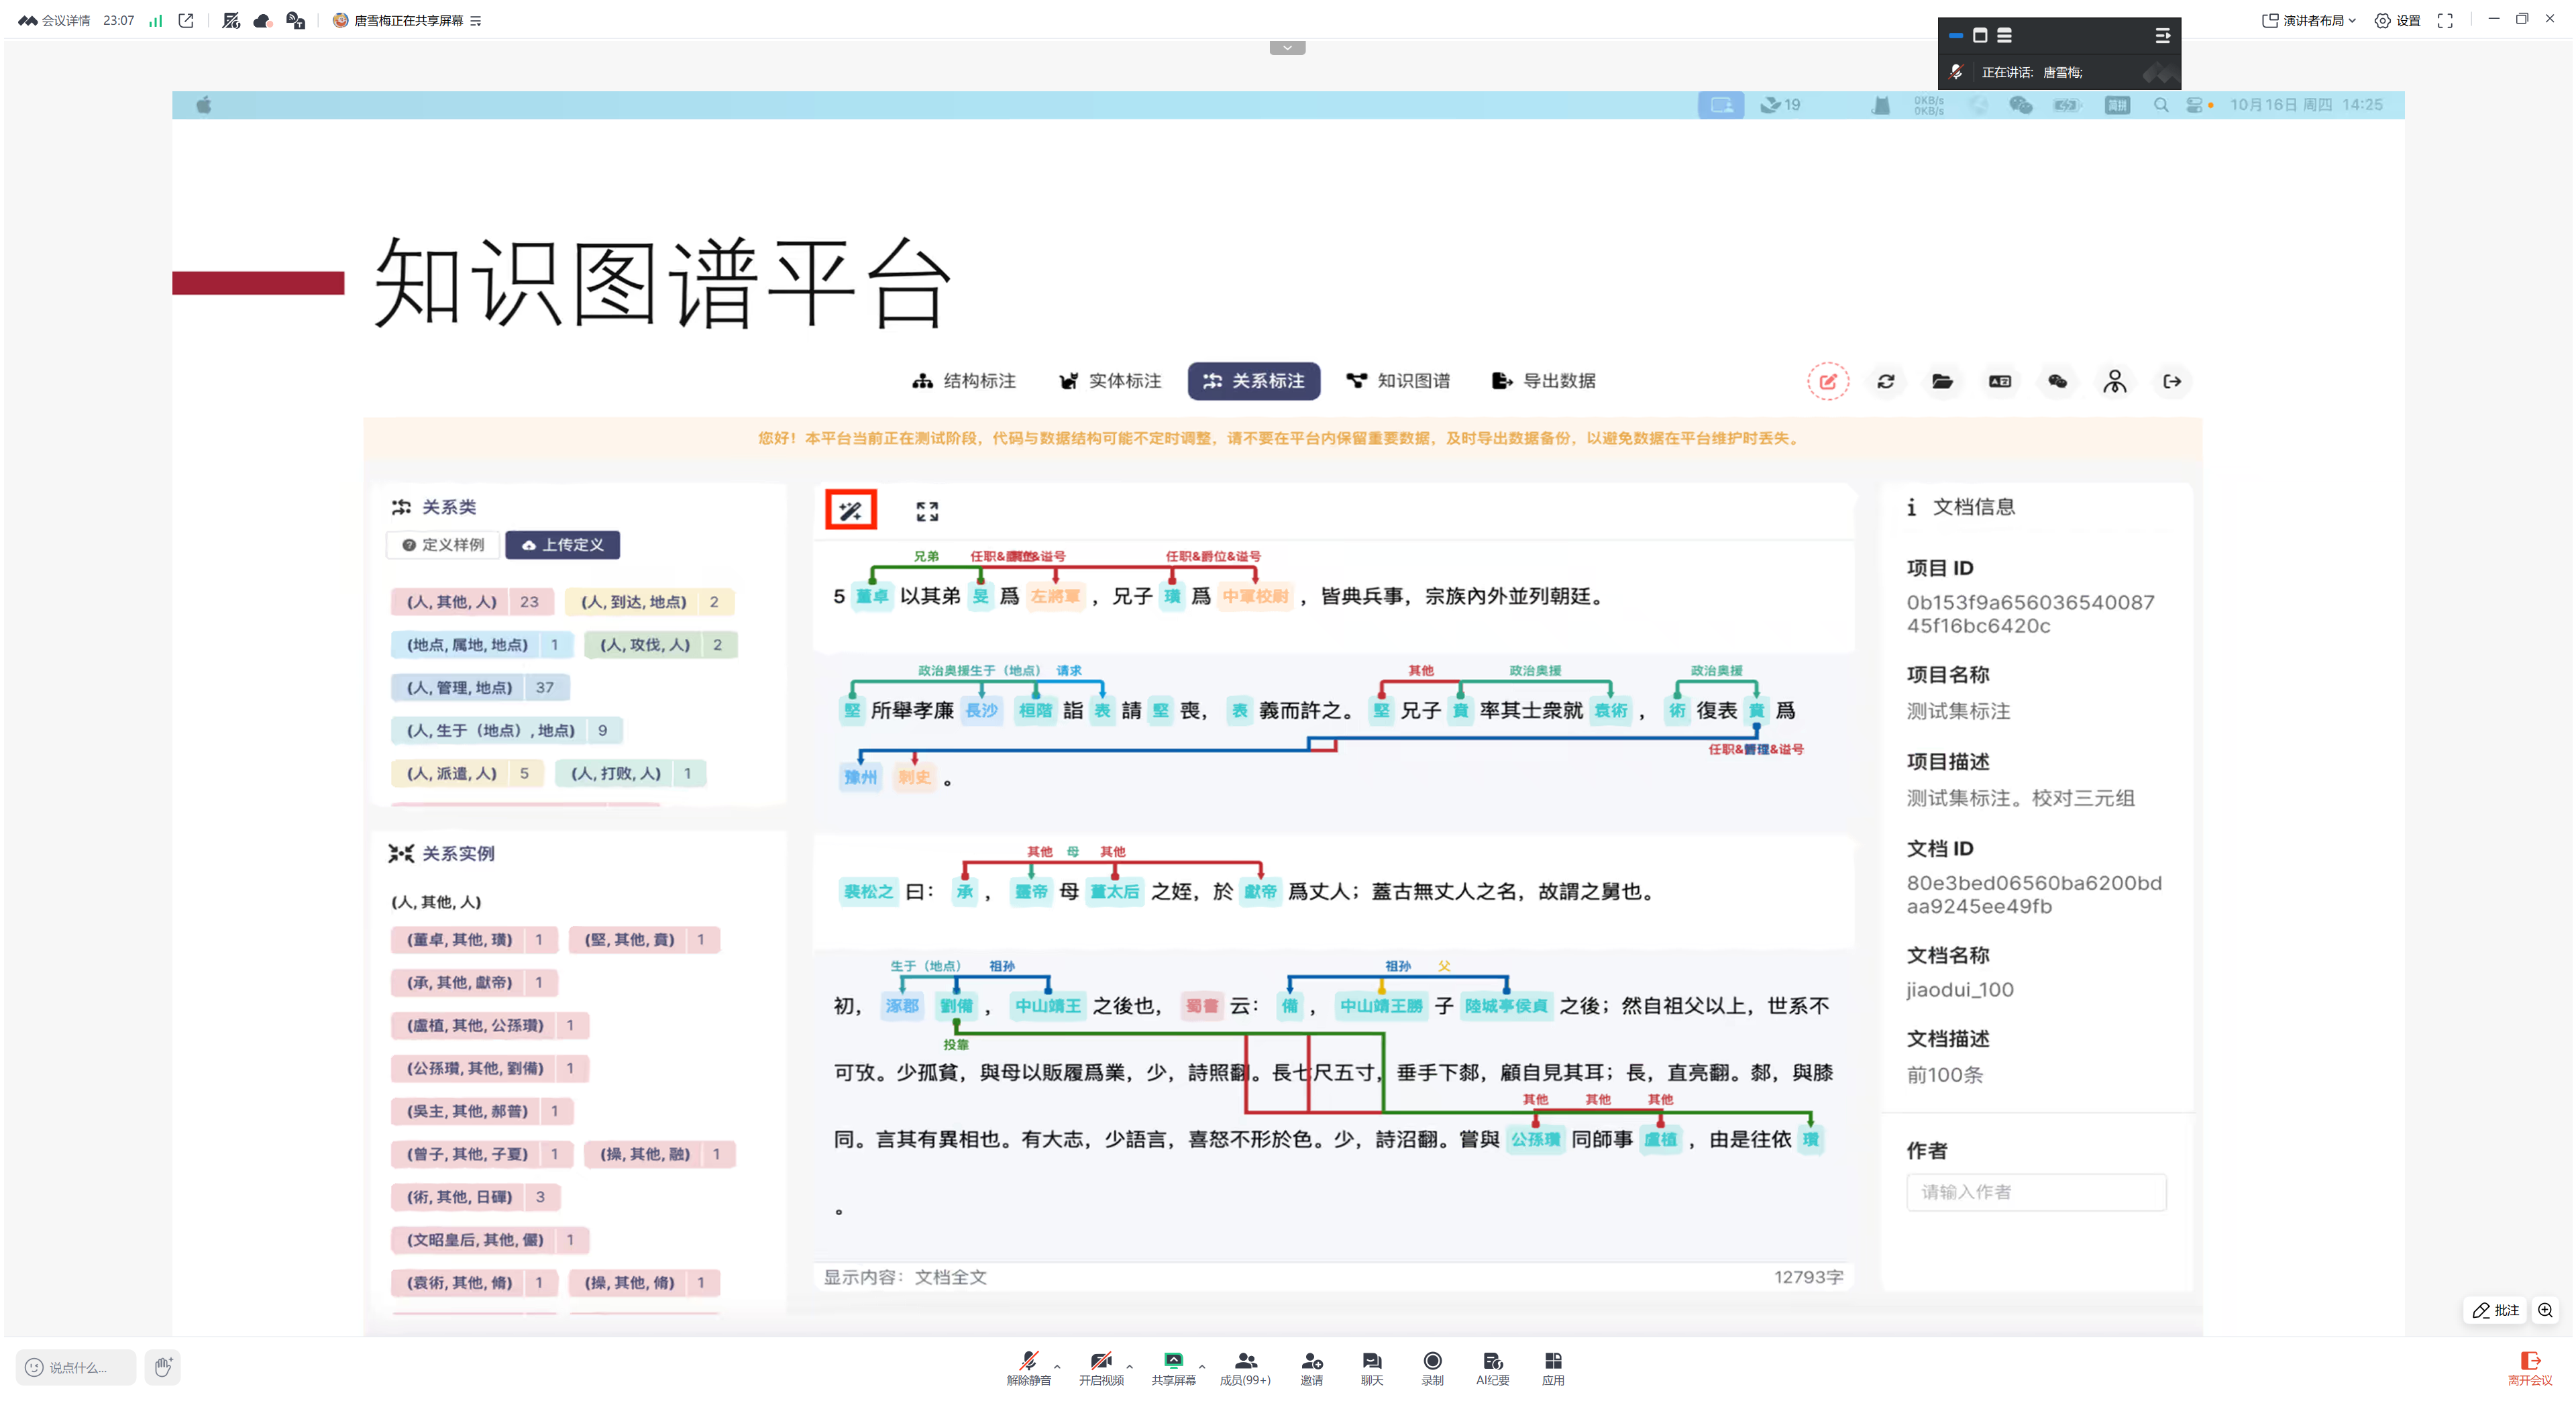 会议详情 23:07 唐雪梅正在共享屏幕
演讲者布局 设置
正在讲话: 唐雪梅;
19 0KB/s 0KB/s 简拼 10月16日 周四 14:25
知识图谱平台
结构标注 实体标注 关系标注 知识图谱 导出数据
您好！本平台当前正在测试阶段，代码与数据结构可能不定时调整，请不要在平台内保留重要数据，及时导出数据备份，以避免数据在平台维护时丢失。
关系类
定义样例 上传定义
(人, 其他, 人) 23 (人, 到达, 地点) 2
(地点, 属地, 地点) 1 (人, 攻伐, 人) 2
(人, 管理, 地点) 37
(人, 生于（地点）, 地点) 9
(人, 派遣, 人) 5 (人, 打败, 人) 1
关系实例
(人, 其他, 人)
(董卓, 其他, 璜) 1 (堅, 其他, 賁) 1
(承, 其他, 獻帝) 1
(盧植, 其他, 公孫瓚) 1
(公孫瓚, 其他, 劉備) 1
(吳主, 其他, 郝普) 1
(曾子, 其他, 子夏) 1 (操, 其他, 融) 1
(術, 其他, 日磾) 3
(文昭皇后, 其他, 儼) 1
(袁術, 其他, 脩) 1 (操, 其他, 脩) 1
兄弟 任职& &谥号 任职&爵位&谥号
5 董卓 以其弟 旻 爲 左將軍 ，兄子 璜 爲 中軍校尉 ，皆典兵事，宗族內外並列朝廷。
政治奥援生于（地点） 请求 其他 政治奥援 政治奥援
堅 所舉孝廉 長沙 桓階 詣 表 請 堅 喪， 表 義而許之。 堅 兄子 賁 率其士衆就 袁術 ， 術 復表 賁 爲
任职& &谥号
豫州 刺史 。
其他 母 其他
裴松之 曰： 承 ， 靈帝 母 董太后 之姪，於 獻帝 爲丈人；蓋古無丈人之名，故謂之舅也。
生于（地点） 祖孙 祖孙 父
初， 涿郡 劉備 ， 中山靖王 之後也， 蜀書 云： 備 ， 中山靖王勝 子 陸城亭侯貞 之後；然自祖父以上，世系不
投靠
可攷。少孤貧，與母以販履爲業，少，詩照翻。長七尺五寸，垂手下厀，顧自見其耳；長，直亮翻。厀，與膝
其他 其他 其他
同。言其有異相也。有大志，少語言，喜怒不形於色。少，詩沼翻。嘗與 公孫瓚 同師事 盧植 ，由是往依 瓚
。
显示内容：文档全文 12793字
文档信息
项目 ID
0b153f9a656036540087
45f16bc6420c
项目名称
测试集标注
项目描述
测试集标注。校对三元组
文档 ID
80e3bed06560ba6200bd
aa9245ee49fb
文档名称
jiaodui_100
文档描述
前100条
作者
请输入作者
批注
说点什么...
解除静音 开启视频 共享屏幕 成员(99+) 邀请 聊天 录制 AI纪要 应用
离开会议